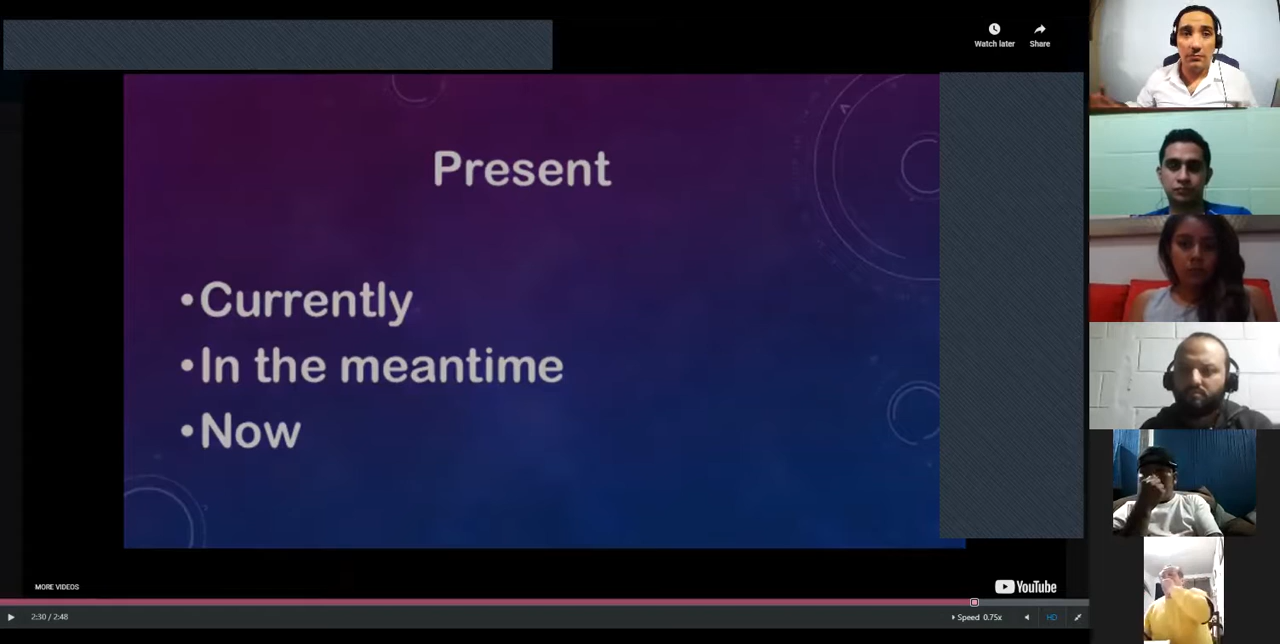 Watch later
Share
Present
•Currently
•In the meantime
•Now
MORE VIDEOS
YouTube
2:30 / 2:48
Speed 0.75x
HD